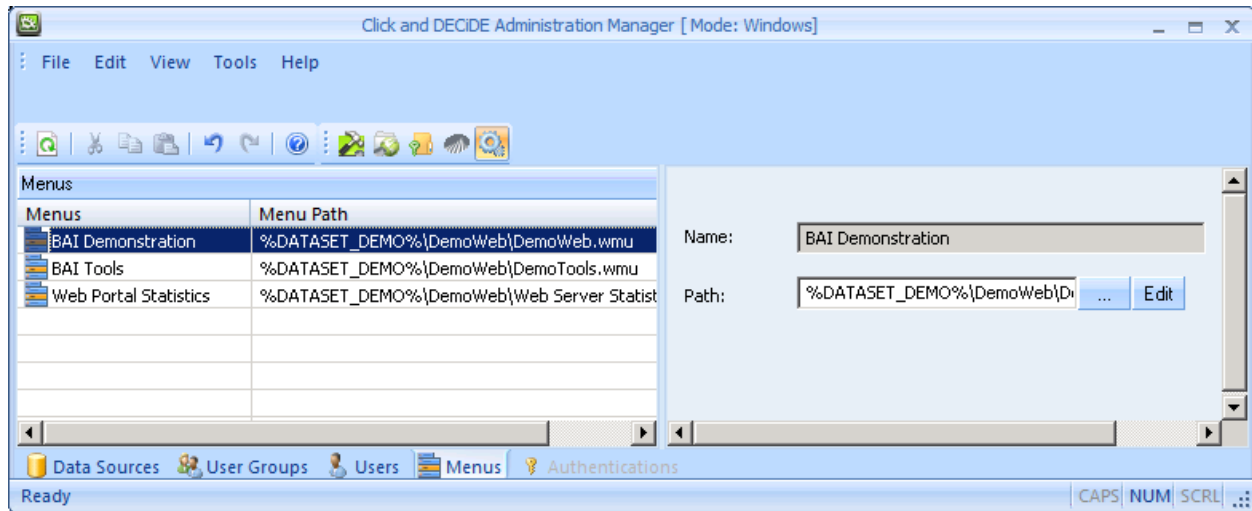 Click and DECiDE Administration Manager [ Mode: Windows]
File Edit View Tools Help
Menus
Menus Menu Path
BAI Demonstration %DATASET_DEMO%\DemoWeb\DemoWeb.wmu
BAI Tools %DATASET_DEMO%\DemoWeb\DemoTools.wmu
Web Portal Statistics %DATASET_DEMO%\DemoWeb\Web Server Statist
Name: BAI Demonstration
Path: %DATASET_DEMO%\DemoWeb\D ... Edit
Data Sources User Groups Users Menus Authentications
Ready CAPS NUM SCRL